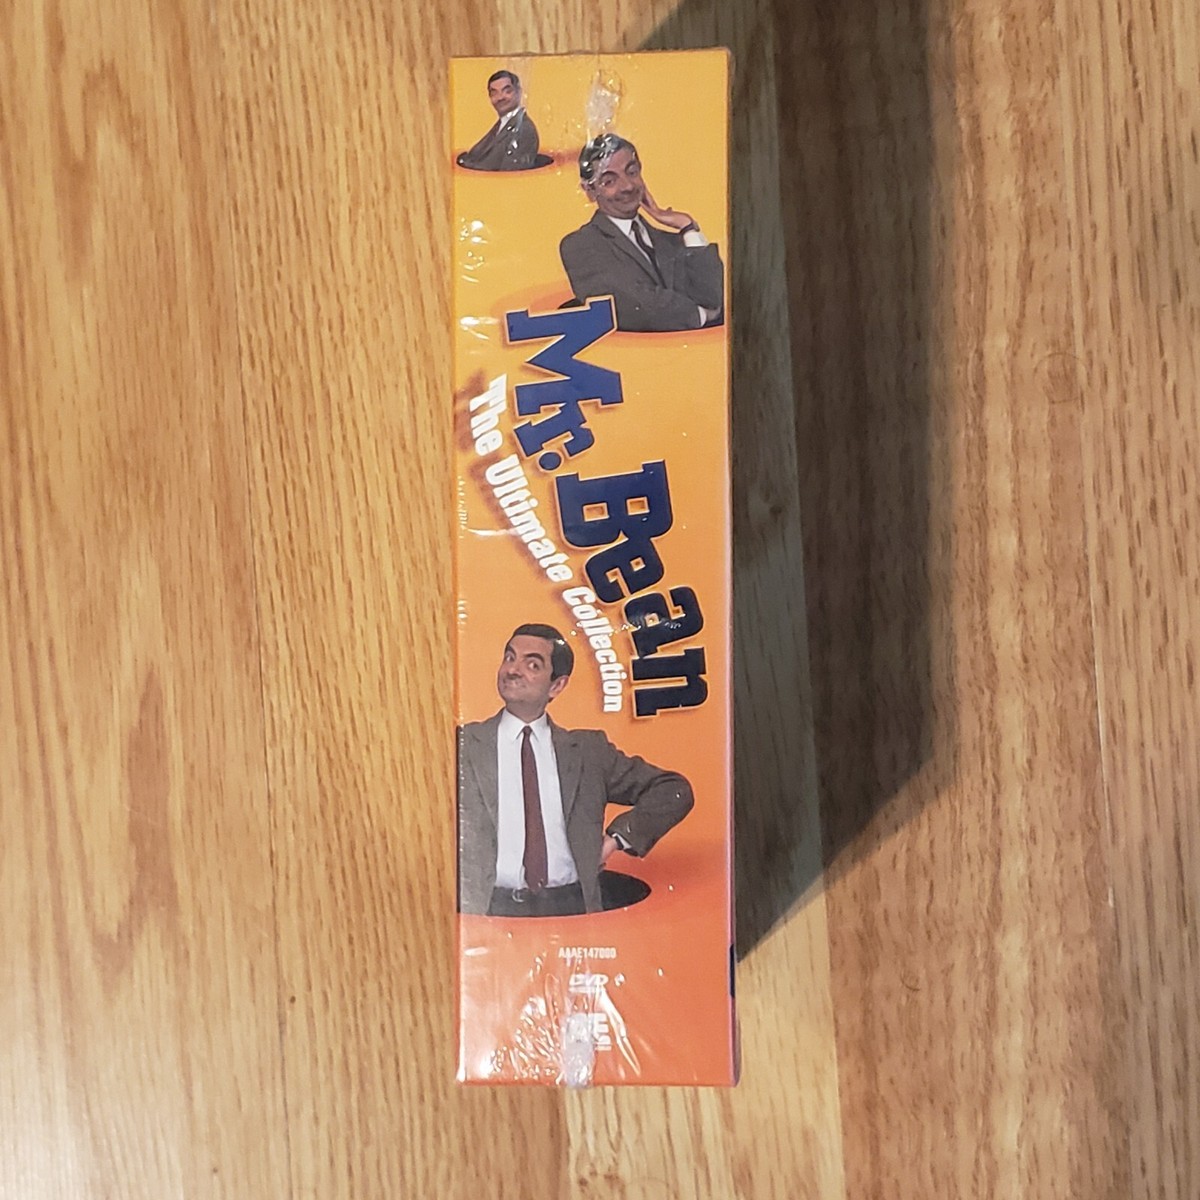 Mr. Bean
The Ultimate Collection
AAAE147000
DVD